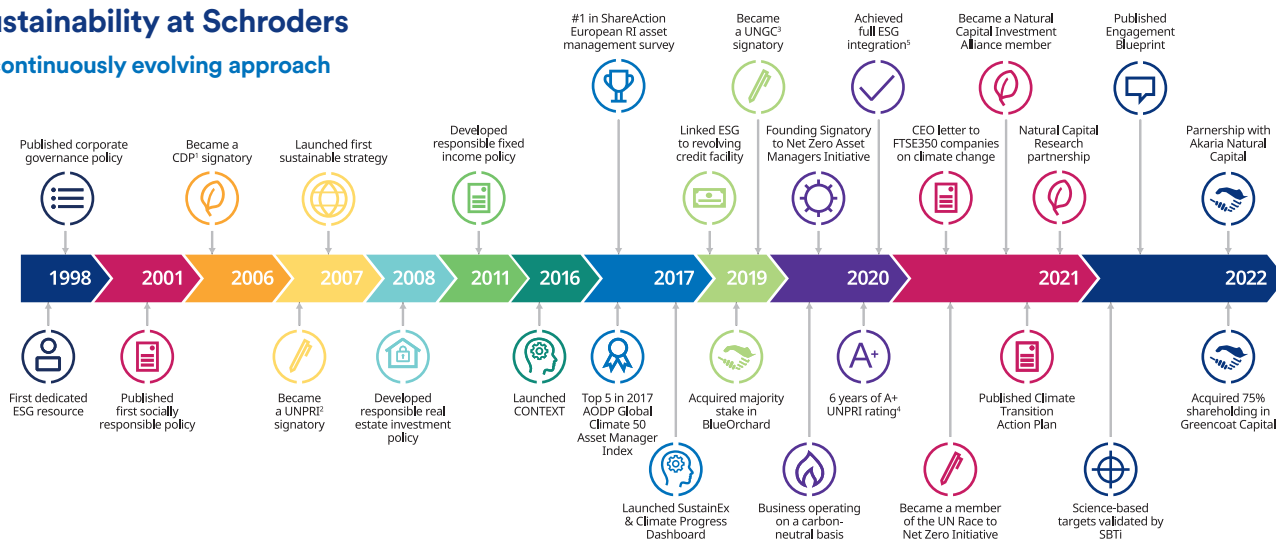 ustainability at Schroders
continuously evolving approach
#1 in ShareAction
European RI asset
management survey
Became
a UNGC³
signatory
Achieved
full ESG
integration⁵
Became a Natural
Capital Investment
Alliance member
Published
Engagement
Blueprint
Published corporate
governance policy
Became a
CDP¹ signatory
Launched first
sustainable strategy
Developed
responsible fixed
income policy
Linked ESG
to revolving
credit facility
Founding Signatory
to Net Zero Asset
Managers Initiative
CEO letter to
FTSE350 companies
on climate change
Natural Capital
Research
partnership
Partnership with
Akaria Natural
Capital
1998
2001
2006
2007
2008
2011
2016
2017
2019
2020
2021
2022
A+
First dedicated
ESG resource
Published
first socially
responsible policy
Became
a UNPRI²
signatory
Developed
responsible real
estate investment
policy
Launched
CONTEXT
Top 5 in 2017
AODP Global
Climate 50
Asset Manager
Index
Acquired majority
stake in
BlueOrchard
6 years of A+
UNPRI rating⁴
Published Climate
Transition
Action Plan
Acquired 75%
shareholding in
Greencoat Capital
Launched SustainEx
& Climate Progress
Dashboard
Business operating
on a carbon-
neutral basis
Became a member
of the UN Race to
Net Zero Initiative
Science-based
targets validated by
SBTi